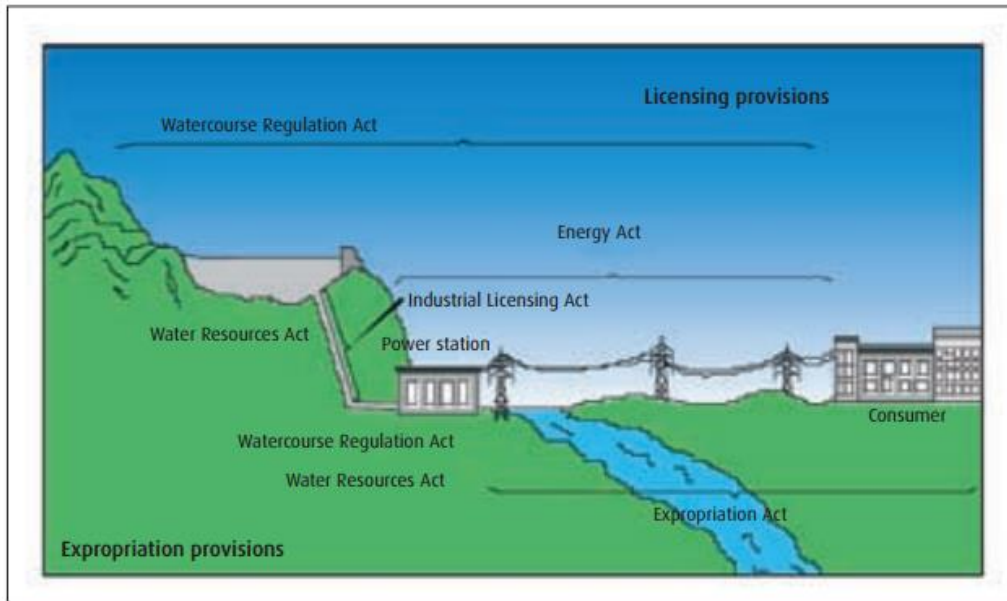 Licensing provisions
Watercourse Regulation Act
Energy Act
Industrial Licensing Act
Water Resources Act
Power station
Consumer
Watercourse Regulation Act
Water Resources Act
Expropriation Act
Expropriation provisions